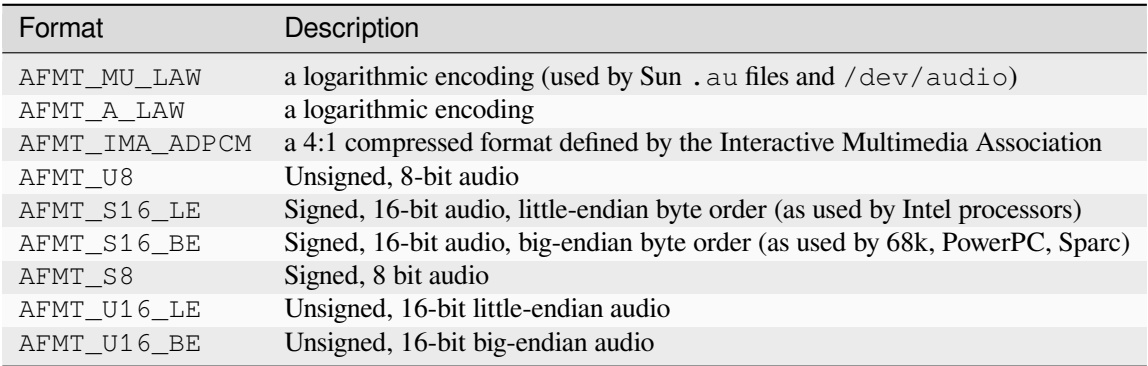 Format Description
AFMT_MU_LAW a logarithmic encoding (used by Sun .au files and /dev/audio)
AFMT_A_LAW a logarithmic encoding
AFMT_IMA_ADPCM a 4:1 compressed format defined by the Interactive Multimedia Association
AFMT_U8 Unsigned, 8-bit audio
AFMT_S16_LE Signed, 16-bit audio, little-endian byte order (as used by Intel processors)
AFMT_S16_BE Signed, 16-bit audio, big-endian byte order (as used by 68k, PowerPC, Sparc)
AFMT_S8 Signed, 8 bit audio
AFMT_U16_LE Unsigned, 16-bit little-endian audio
AFMT_U16_BE Unsigned, 16-bit big-endian audio